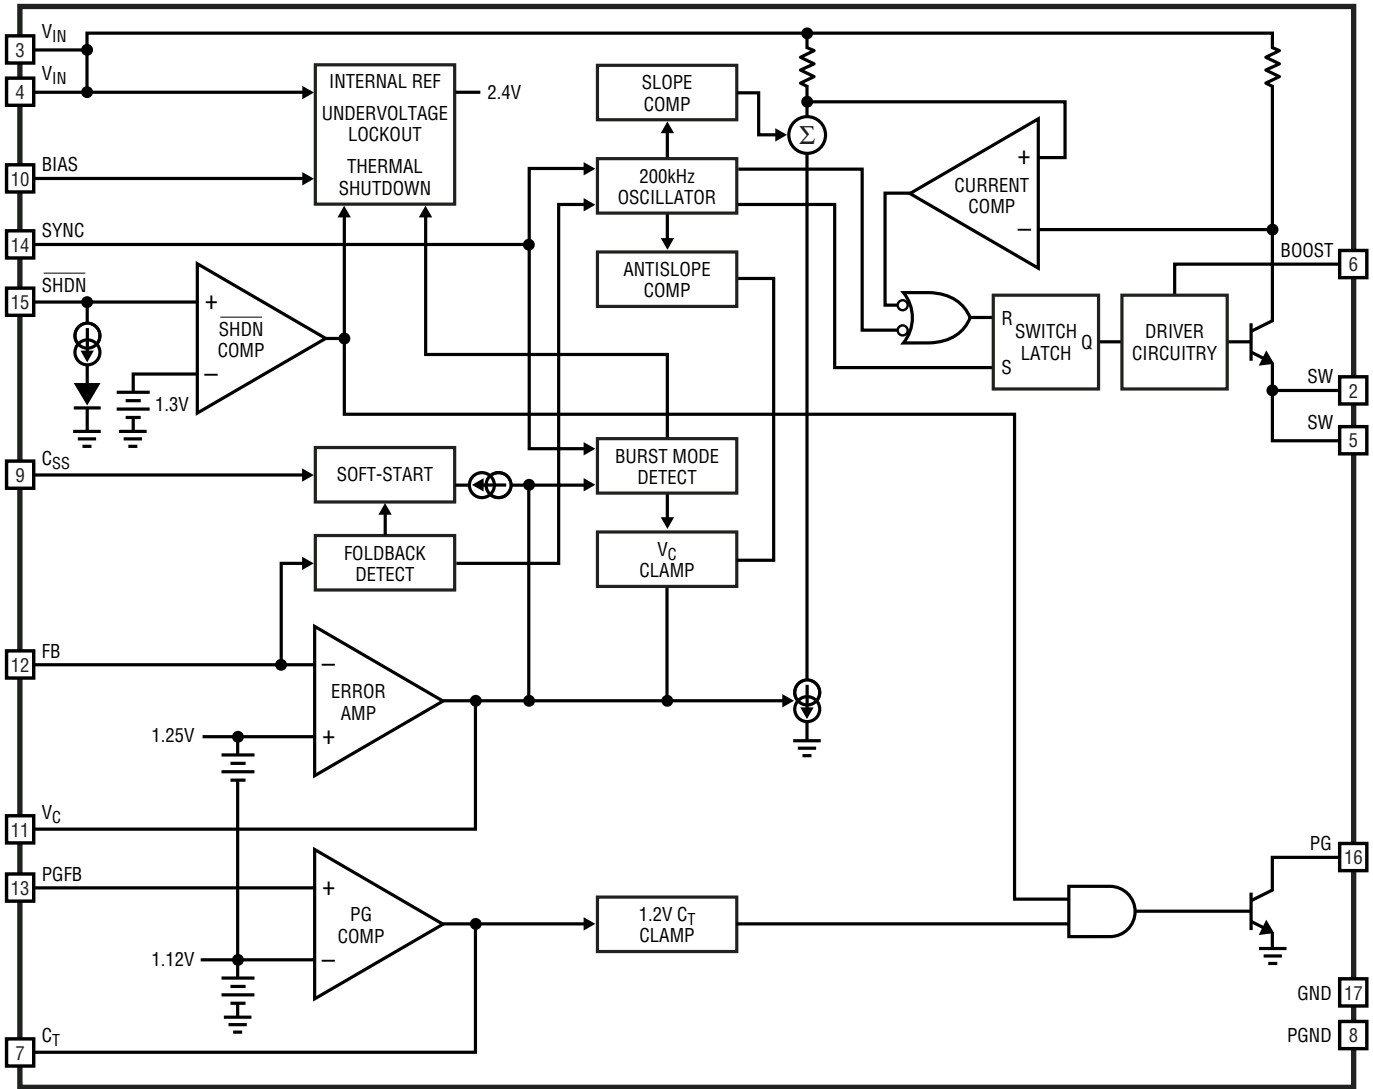 VIN
3
VIN
4
INTERNAL REF
UNDERVOLTAGE
LOCKOUT
THERMAL
SHUTDOWN
2.4V
SLOPE
COMP
Σ
BIAS
10
200kHz
OSCILLATOR
+
CURRENT
COMP
−
SYNC
14
ANTISLOPE
COMP
BOOST
6
SHDN
15
+
SHDN
COMP
−
1.3V
R
SWITCH
LATCH
Q
S
DRIVER
CIRCUITRY
SW
2
SW
5
CSS
9
SOFT-START
BURST MODE
DETECT
FOLDBACK
DETECT
VC
CLAMP
FB
12
−
ERROR
AMP
+
1.25V
VC
11
PGFB
13
+
PG
COMP
−
1.12V
1.2V CT
CLAMP
PG
16
GND 17
PGND 8
CT
7